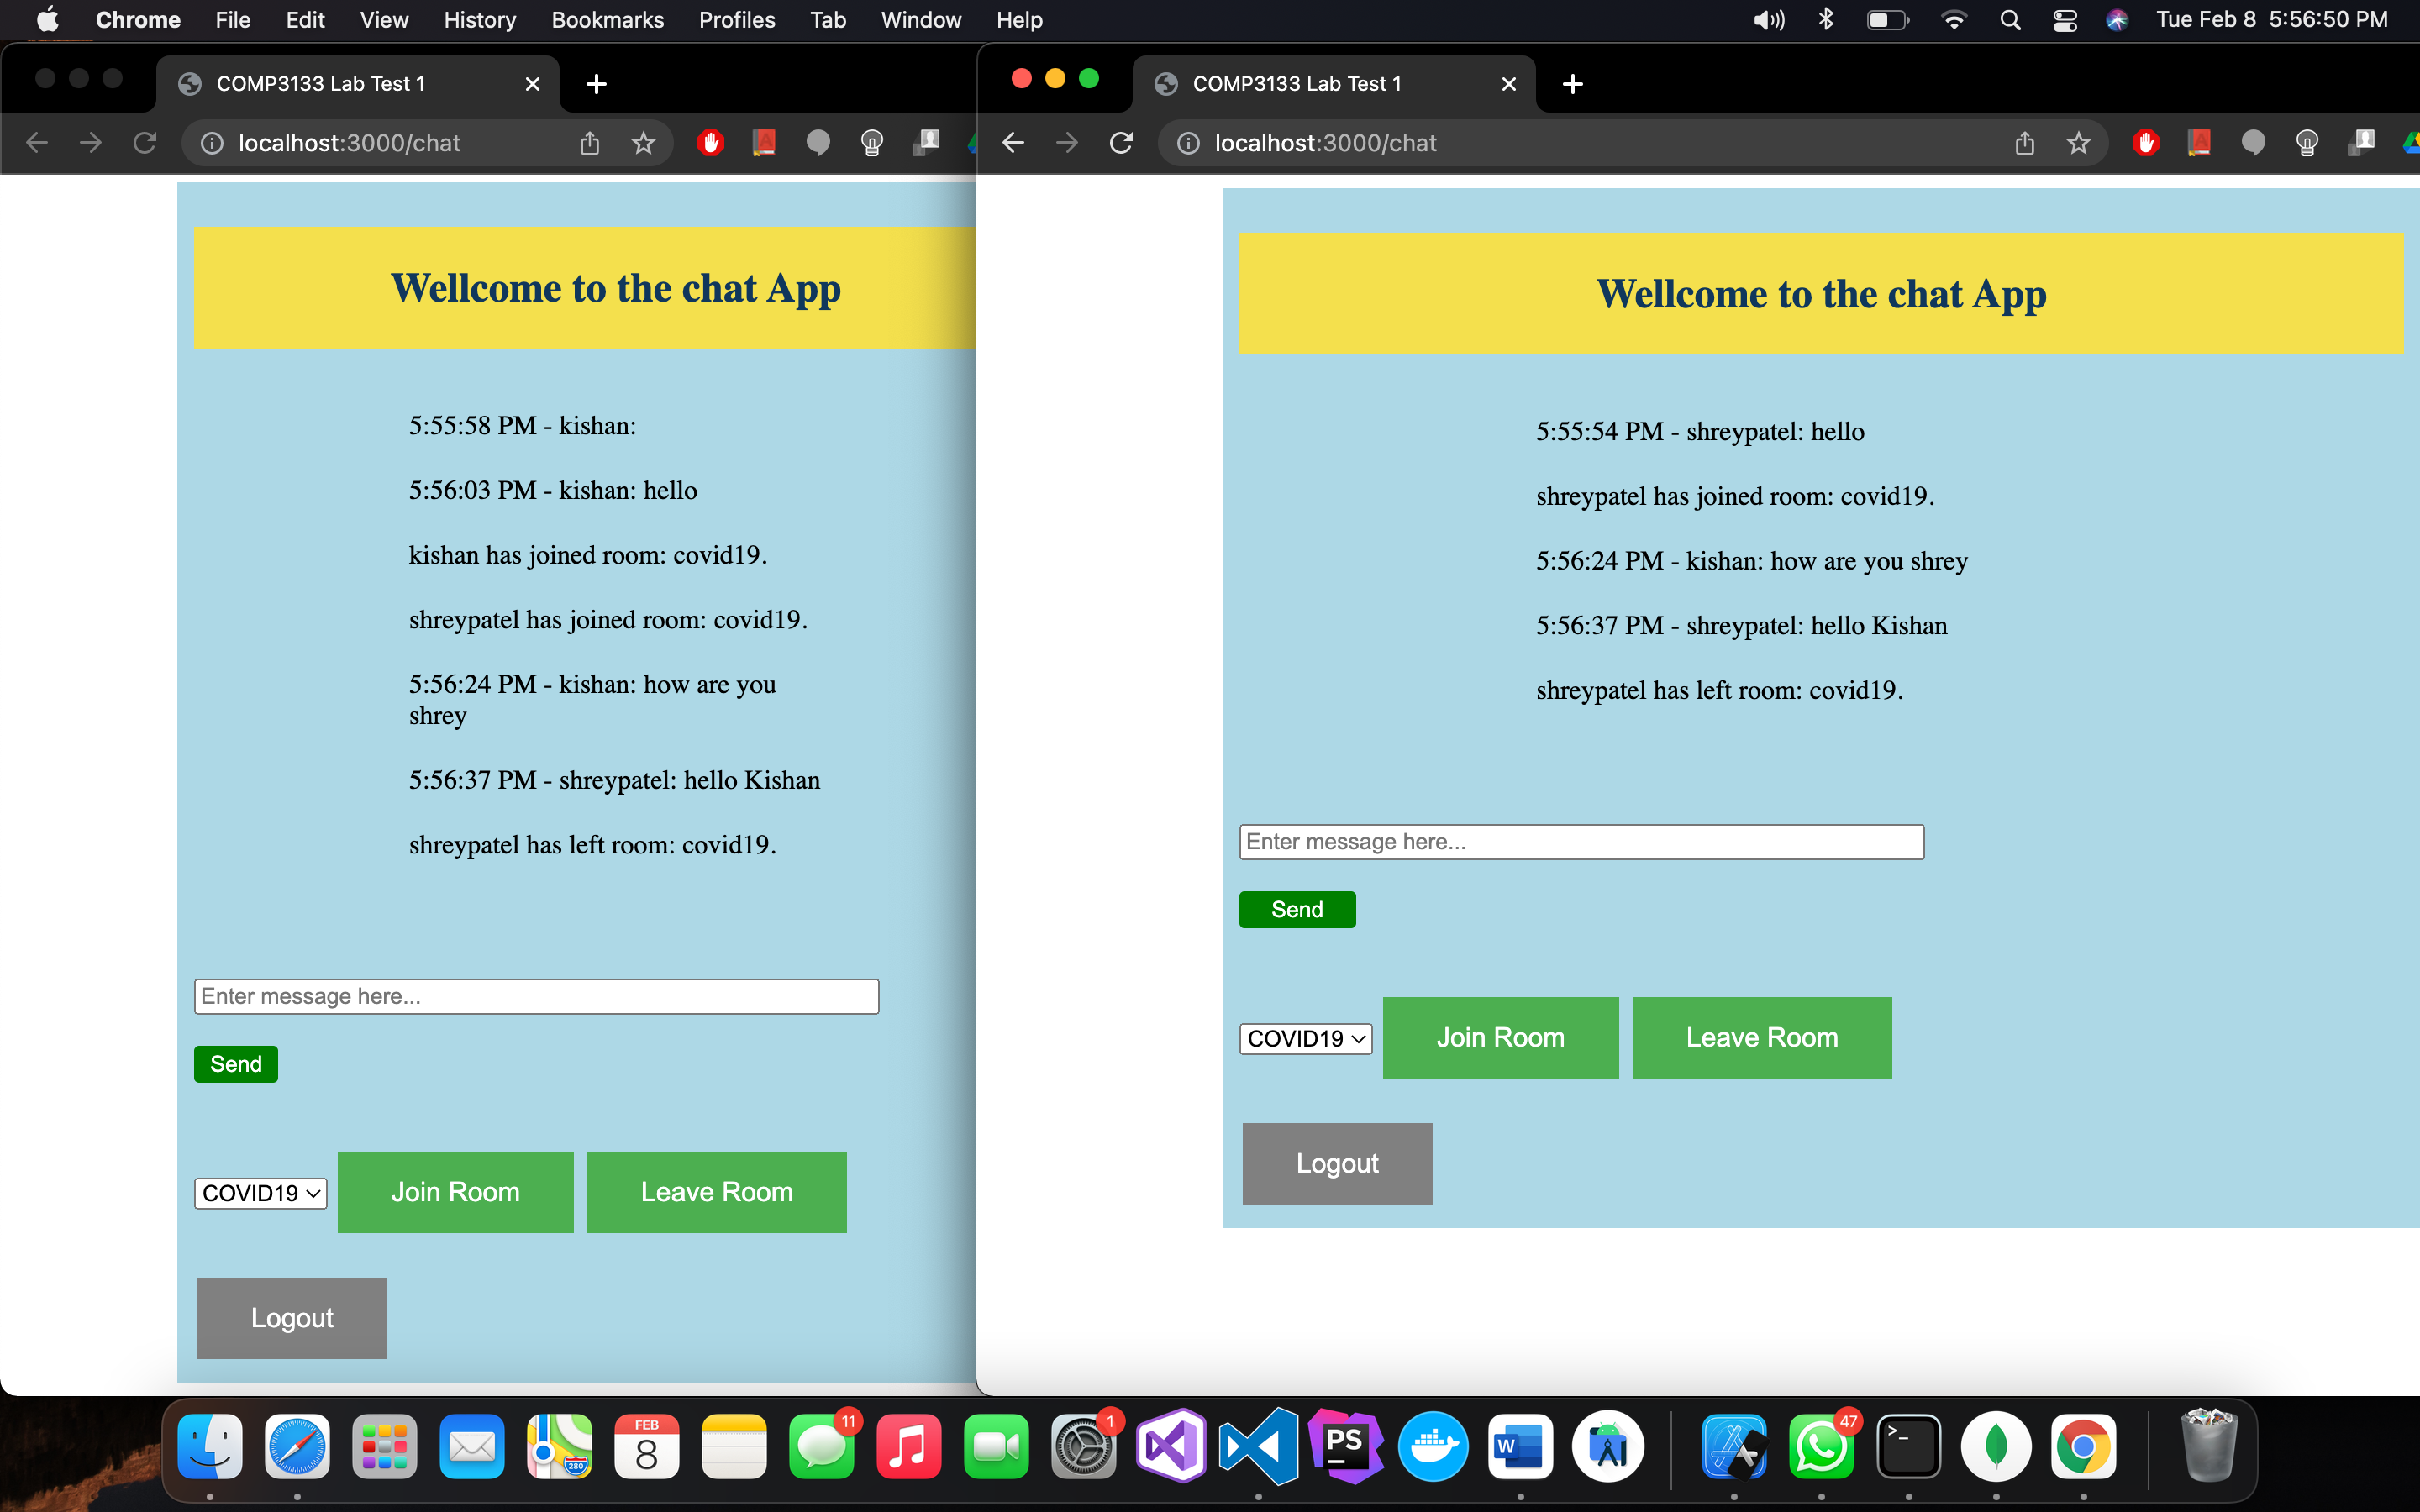 Chrome File Edit View History Bookmarks Profiles Tab Window Help Tue Feb 8 5:56:50 PM
COMP3133 Lab Test 1
localhost:3000/chat
Wellcome to the chat App
5:55:58 PM - kishan:
5:56:03 PM - kishan: hello
kishan has joined room: covid19.
shreypatel has joined room: covid19.
5:56:24 PM - kishan: how are you
shrey
5:56:37 PM - shreypatel: hello Kishan
shreypatel has left room: covid19.
Enter message here...
Send
COVID19 Join Room Leave Room
Logout
COMP3133 Lab Test 1
localhost:3000/chat
Wellcome to the chat App
5:55:54 PM - shreypatel: hello
shreypatel has joined room: covid19.
5:56:24 PM - kishan: how are you shrey
5:56:37 PM - shreypatel: hello Kishan
shreypatel has left room: covid19.
Enter message here...
Send
COVID19 Join Room Leave Room
Logout
FEB
8
280
11
1
PS
W
47
>_